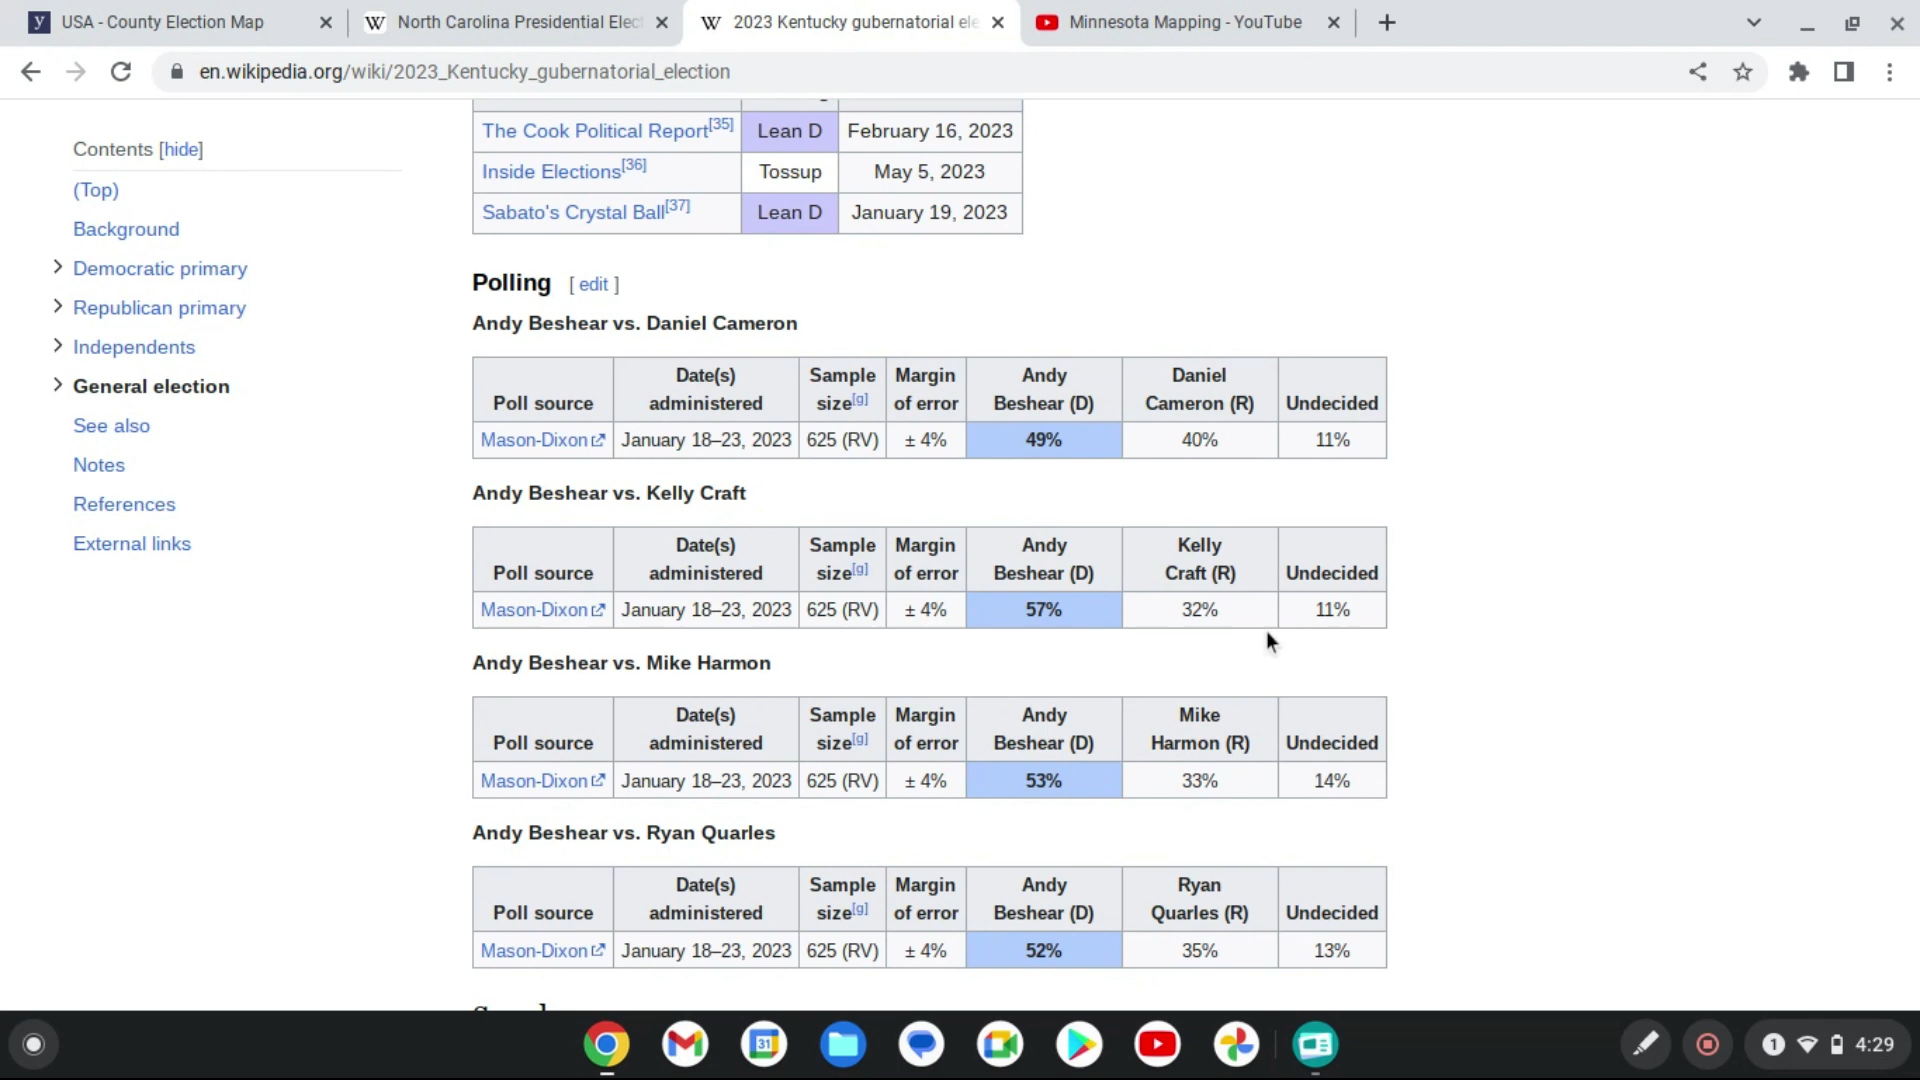 USA - County Election Map
North Carolina Presidential Elec
2023 Kentucky gubernatorial ele
Minnesota Mapping - YouTube
en.wikipedia.org/wiki/2023_Kentucky_gubernatorial_election
Contents [hide]
(Top)
Background
Democratic primary
Republican primary
Independents
General election
See also
Notes
References
External links
The Cook Political Report[35] Lean D February 16, 2023
Inside Elections[36] Tossup May 5, 2023
Sabato's Crystal Ball[37] Lean D January 19, 2023
Polling [ edit ]
Andy Beshear vs. Daniel Cameron
Poll source Date(s) administered Sample size[g] Margin of error Andy Beshear (D) Daniel Cameron (R) Undecided
Mason-Dixon January 18–23, 2023 625 (RV) ± 4% 49% 40% 11%
Andy Beshear vs. Kelly Craft
Poll source Date(s) administered Sample size[g] Margin of error Andy Beshear (D) Kelly Craft (R) Undecided
Mason-Dixon January 18–23, 2023 625 (RV) ± 4% 57% 32% 11%
Andy Beshear vs. Mike Harmon
Poll source Date(s) administered Sample size[g] Margin of error Andy Beshear (D) Mike Harmon (R) Undecided
Mason-Dixon January 18–23, 2023 625 (RV) ± 4% 53% 33% 14%
Andy Beshear vs. Ryan Quarles
Poll source Date(s) administered Sample size[g] Margin of error Andy Beshear (D) Ryan Quarles (R) Undecided
Mason-Dixon January 18–23, 2023 625 (RV) ± 4% 52% 35% 13%
31
1 4:29